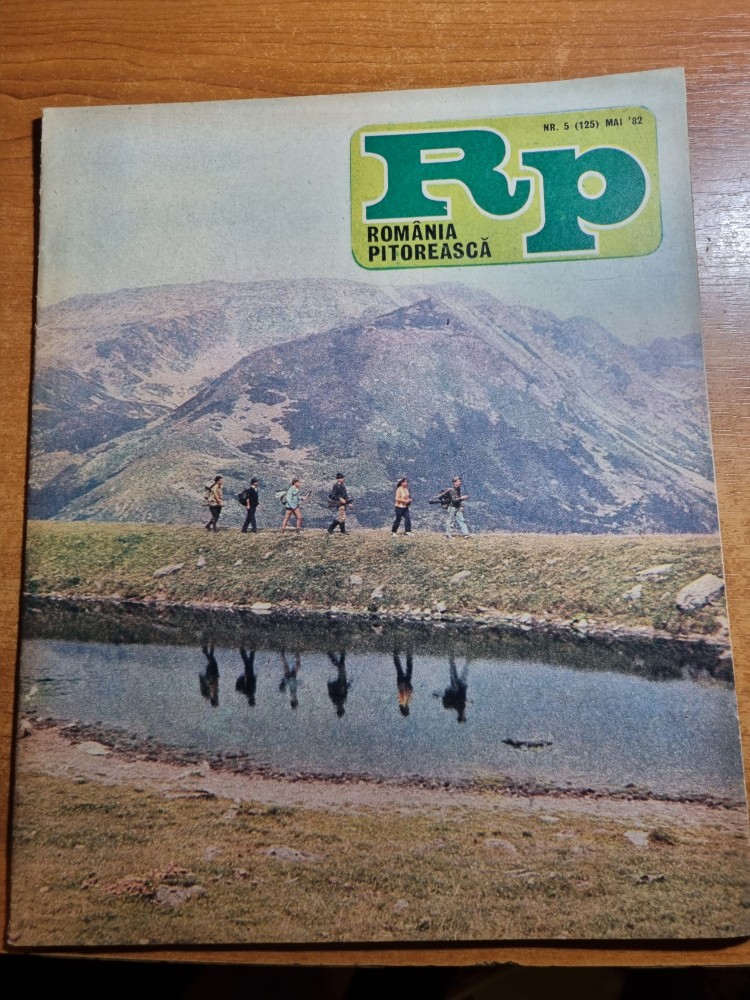 NR. 5 (125) MAI '82
Rp
ROMÂNIA
PITOREASCĂ